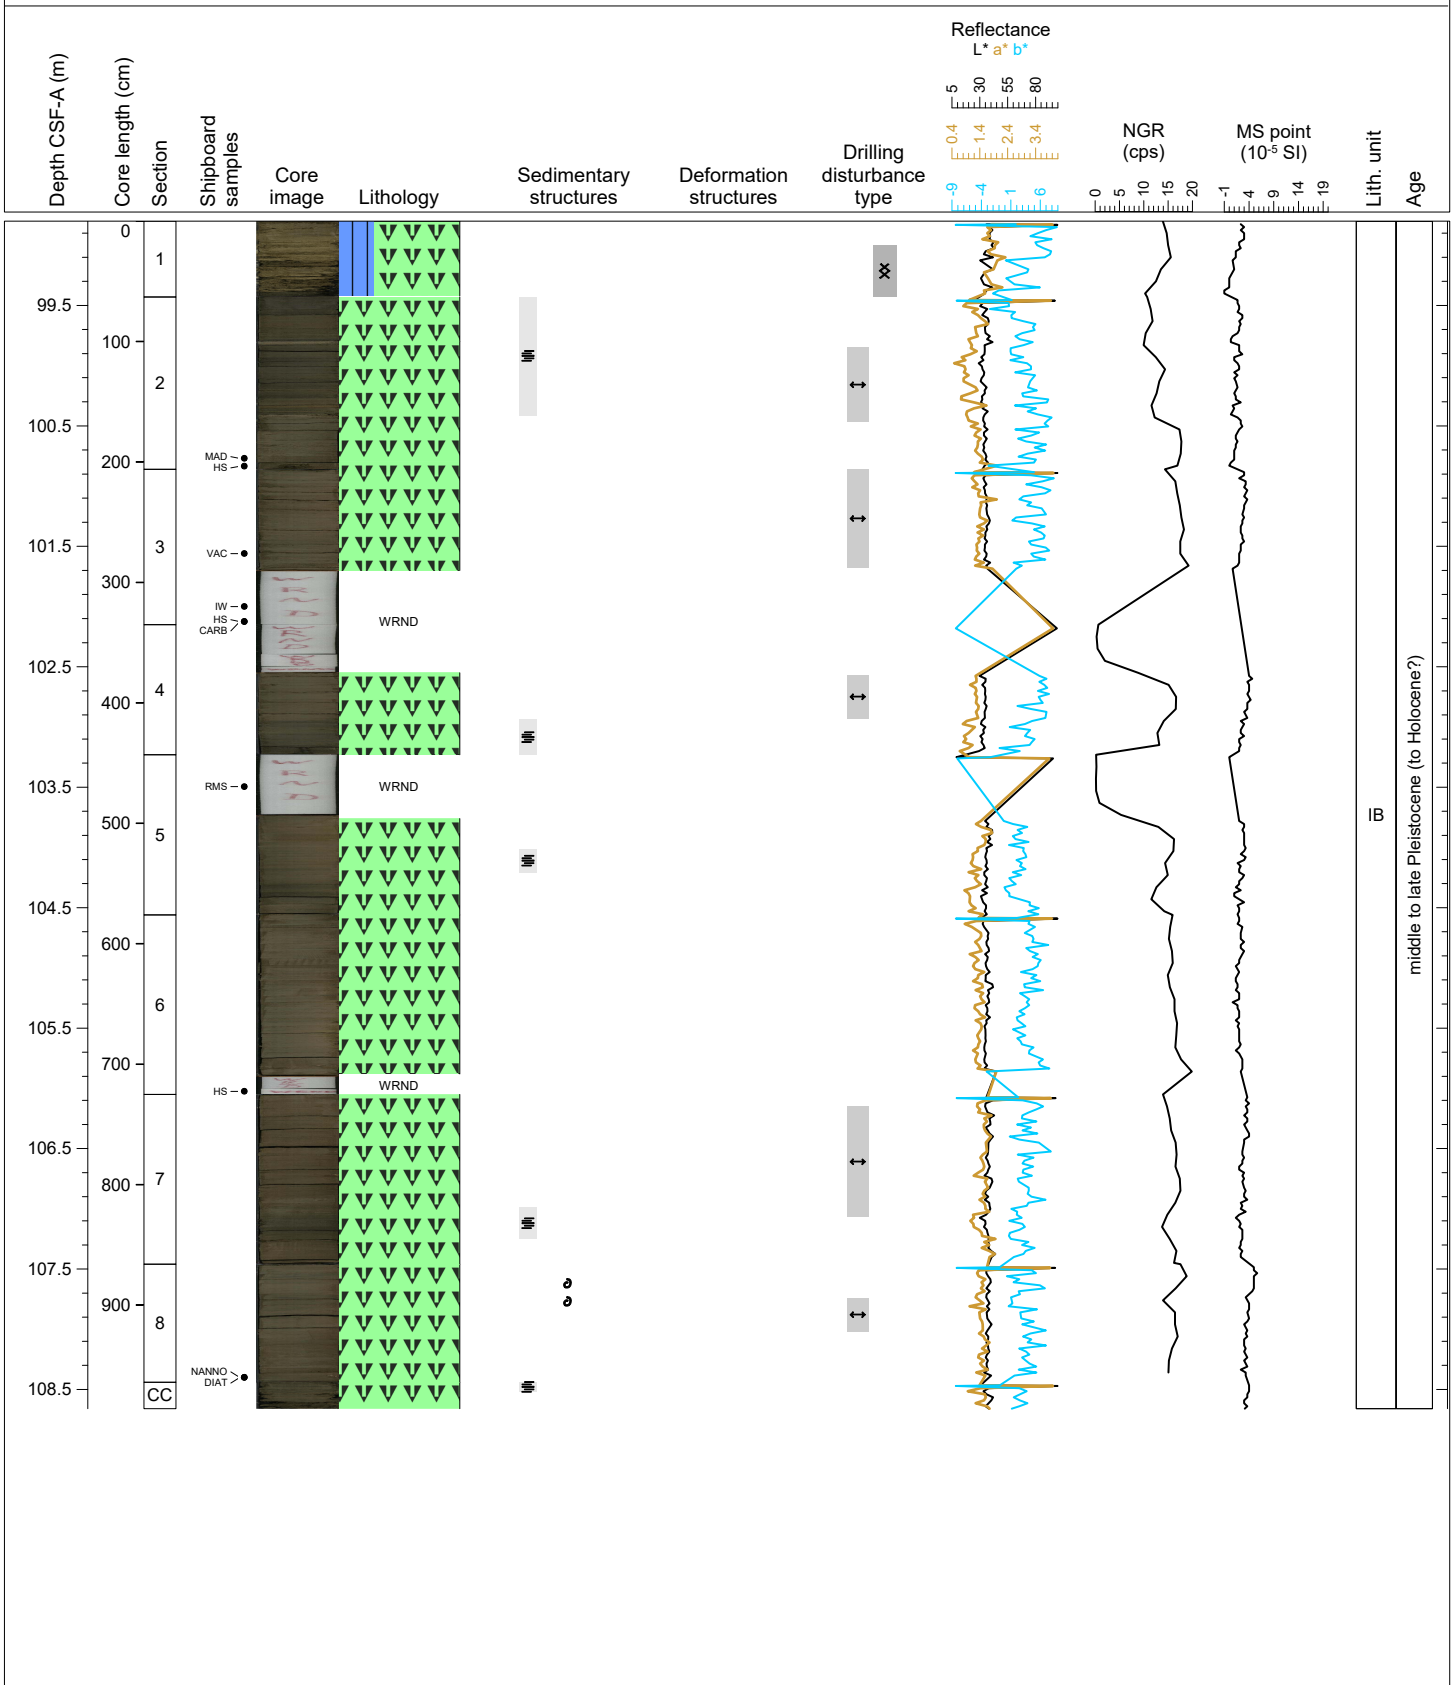 Depth CSF-A (m)
Core length (cm)
Section
Shipboard
samples
Core
image
Lithology
Sedimentary
structures
Deformation
structures
Drilling
disturbance
type
Reflectance
L* a* b*
5 30 55 80
0.4 1.4 2.4 3.4
-9 -4 1 6
NGR
(cps)
0 5 10 15 20
MS point
(10⁻⁵ SI)
-1 4 9 14 19
Lith. unit
Age
0
1
99.5
100
2
100.5
MAD
200
HS
101.5
3
VAC
300
IW
HS
WRND
CARB
102.5
4
400
103.5
RMS
WRND
IB
middle to late Pleistocene (to Holocene?)
500
5
104.5
600
6
105.5
700
WRND
HS
106.5
7
800
107.5
900
8
NANNO
DIAT
108.5
CC